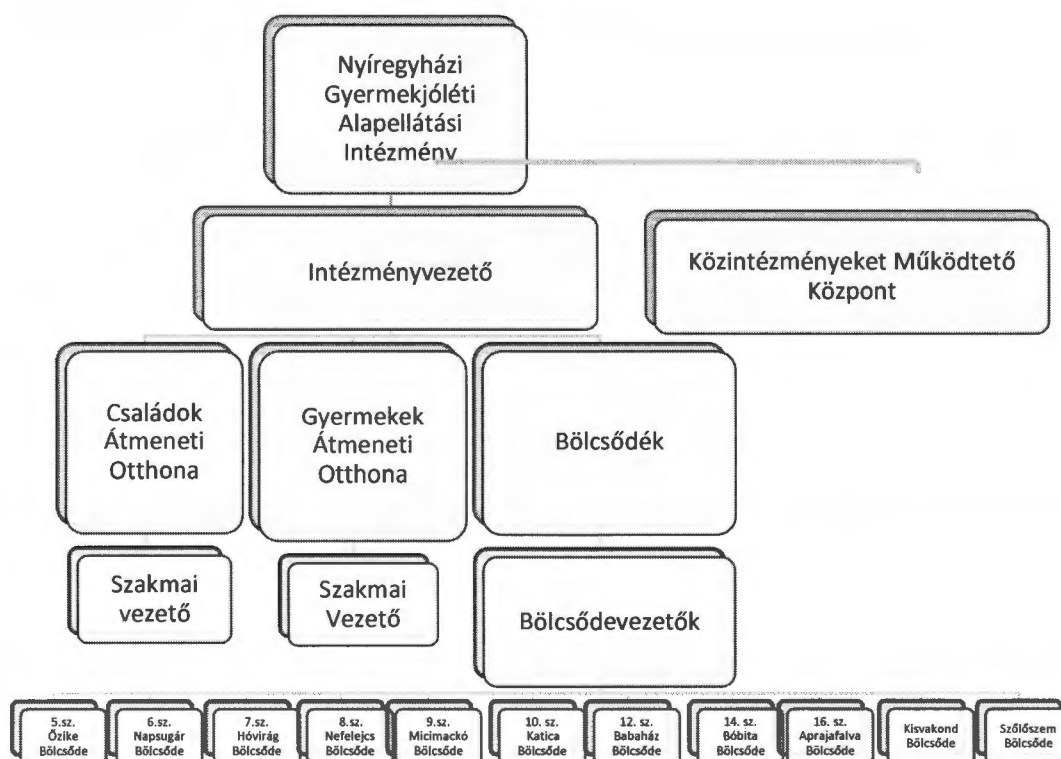 Nyíregyházi
Gyermekjóléti
Alapellátási
Intézmény
Intézményvezető
Közintézményeket Működtető
Központ
Családok
Átmeneti
Otthona
Gyermekek
Átmeneti
Otthona
Bölcsődék
Szakmai
vezető
Szakmai
Vezető
Bölcsődevezetők
5.sz.
Őzike
Bölcsőde
6.sz.
Napsugár
Bölcsőde
7.sz.
Hóvirág
Bölcsőde
8.sz.
Nefelejcs
Bölcsőde
9.sz.
Micimackó
Bölcsőde
10. sz.
Katica
Bölcsőde
12. sz.
Babaház
Bölcsőde
14. sz.
Bóbita
Bölcsőde
16. sz.
Aprajafalva
Bölcsőde
Kisvakond
Bölcsőde
Szőlőszem
Bölcsőde